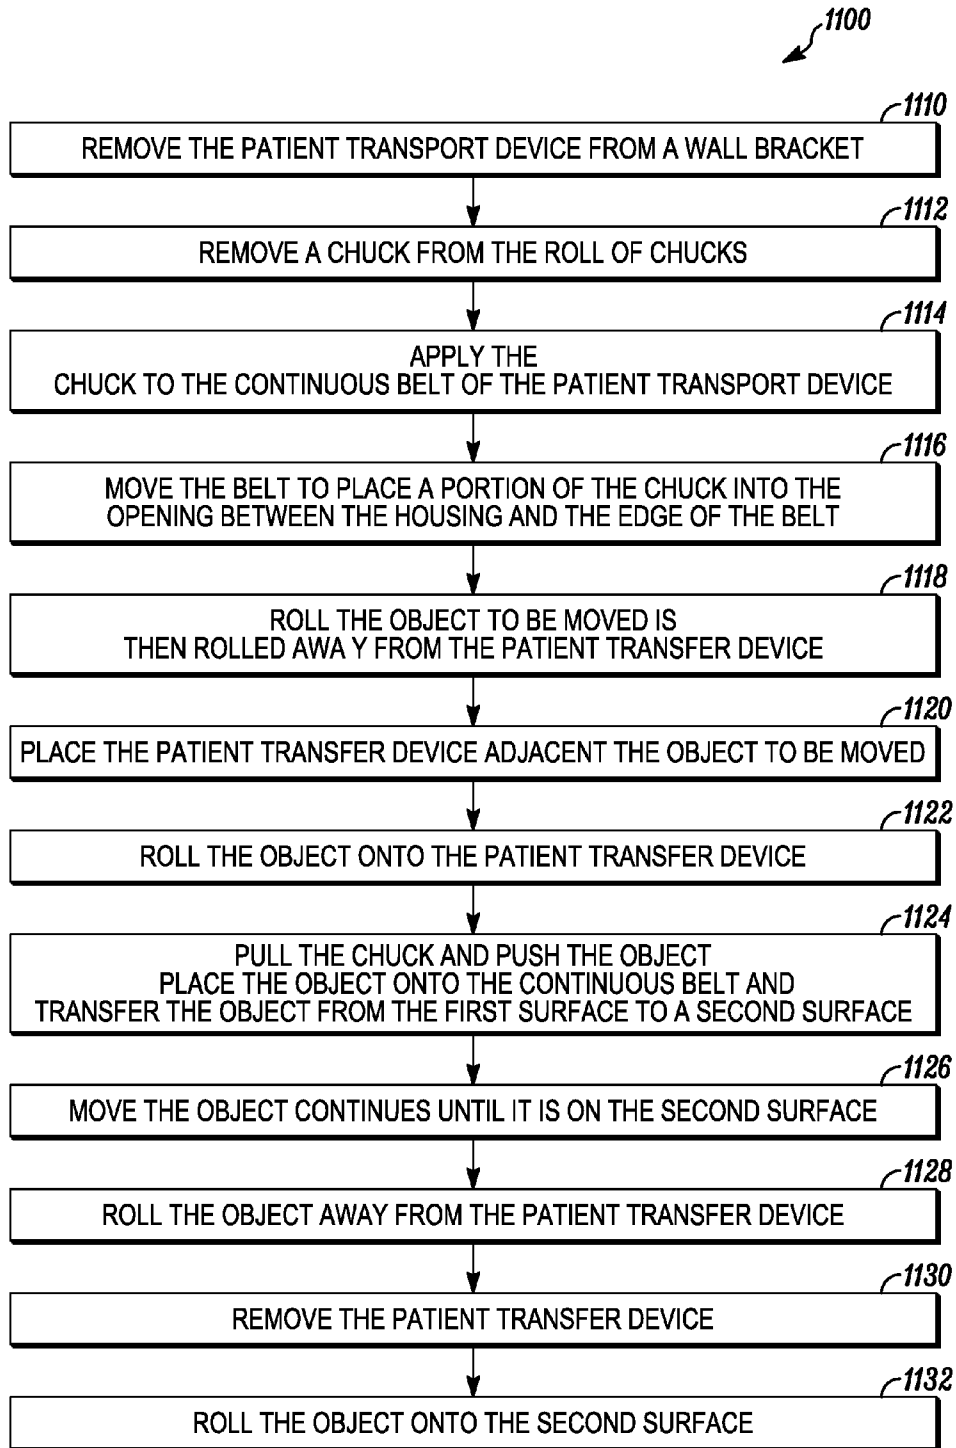 1100
1110
REMOVE THE PATIENT TRANSPORT DEVICE FROM A WALL BRACKET
1112
REMOVE A CHUCK FROM THE ROLL OF CHUCKS
1114
APPLY THE
CHUCK TO THE CONTINUOUS BELT OF THE PATIENT TRANSPORT DEVICE
1116
MOVE THE BELT TO PLACE A PORTION OF THE CHUCK INTO THE
OPENING BETWEEN THE HOUSING AND THE EDGE OF THE BELT
1118
ROLL THE OBJECT TO BE MOVED IS
THEN ROLLED AWA Y FROM THE PATIENT TRANSFER DEVICE
1120
PLACE THE PATIENT TRANSFER DEVICE ADJACENT THE OBJECT TO BE MOVED
1122
ROLL THE OBJECT ONTO THE PATIENT TRANSFER DEVICE
1124
PULL THE CHUCK AND PUSH THE OBJECT
PLACE THE OBJECT ONTO THE CONTINUOUS BELT AND
TRANSFER THE OBJECT FROM THE FIRST SURFACE TO A SECOND SURFACE
1126
MOVE THE OBJECT CONTINUES UNTIL IT IS ON THE SECOND SURFACE
1128
ROLL THE OBJECT AWAY FROM THE PATIENT TRANSFER DEVICE
1130
REMOVE THE PATIENT TRANSFER DEVICE
1132
ROLL THE OBJECT ONTO THE SECOND SURFACE